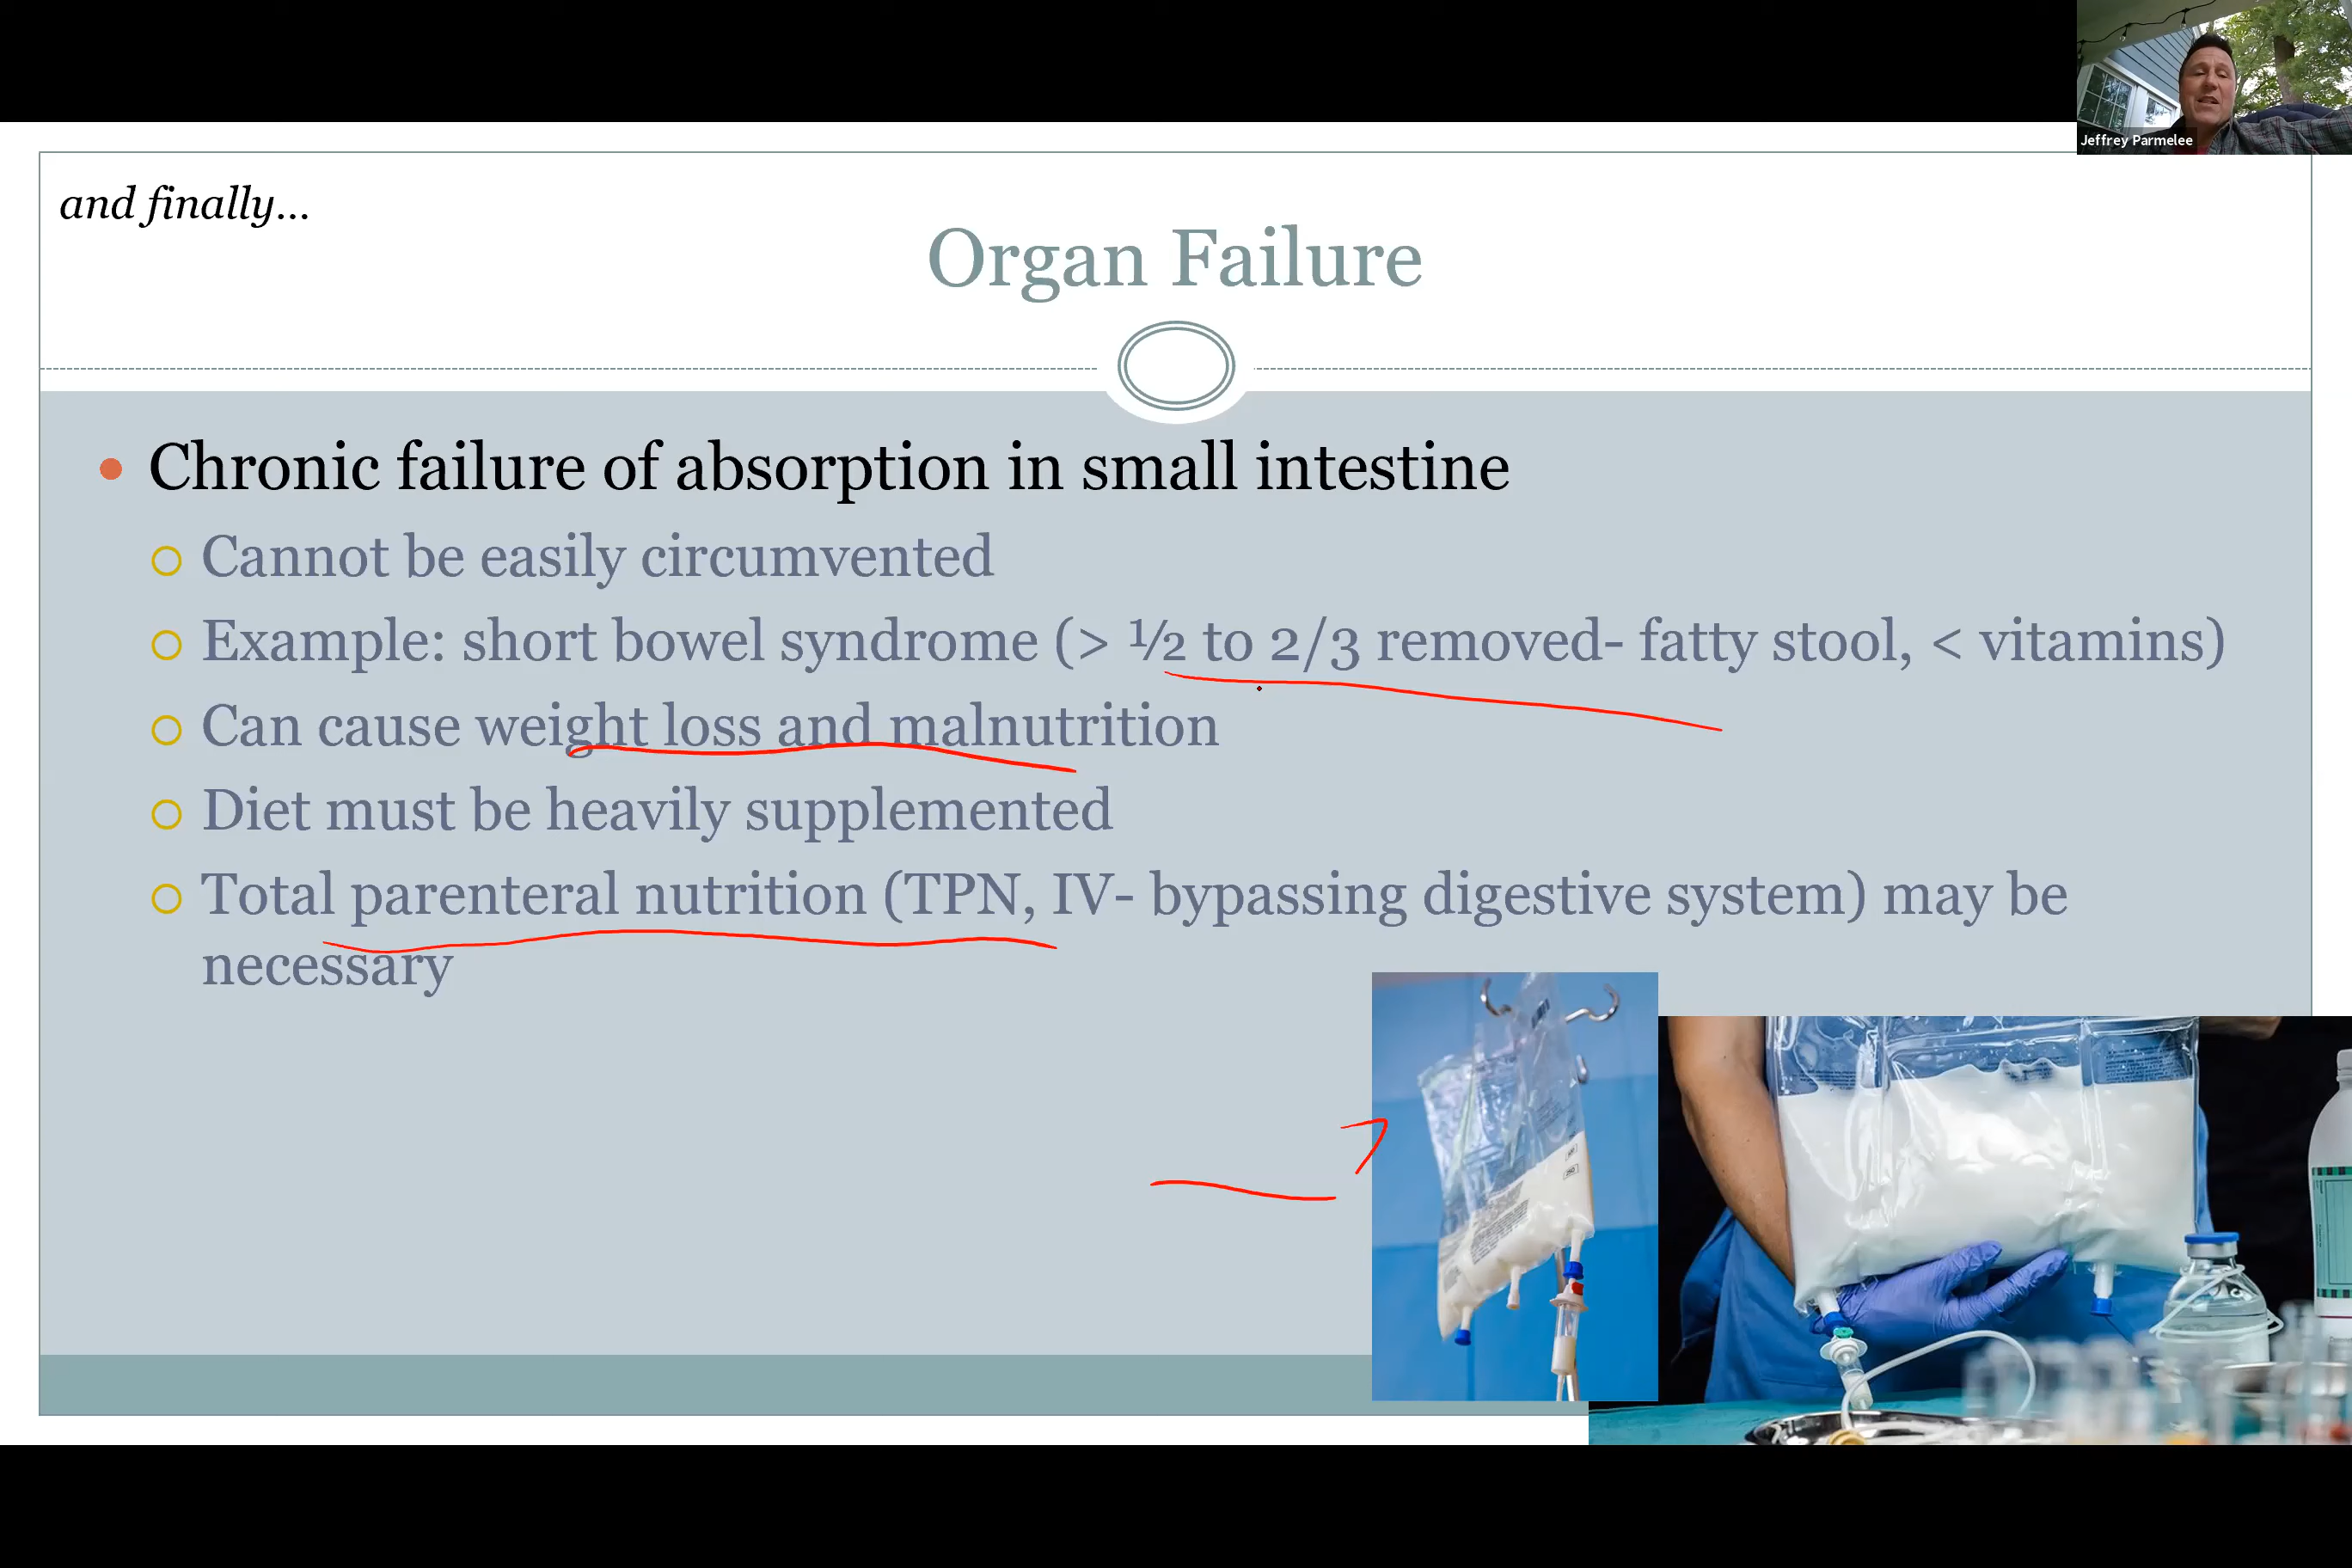 Jeffrey Parmelee
and finally...
Organ Failure
• Chronic failure of absorption in small intestine
○ Cannot be easily circumvented
○ Example: short bowel syndrome (> ½ to 2/3 removed- fatty stool, < vitamins)
○ Can cause weight loss and malnutrition
○ Diet must be heavily supplemented
○ Total parenteral nutrition (TPN, IV- bypassing digestive system) may be
necessary